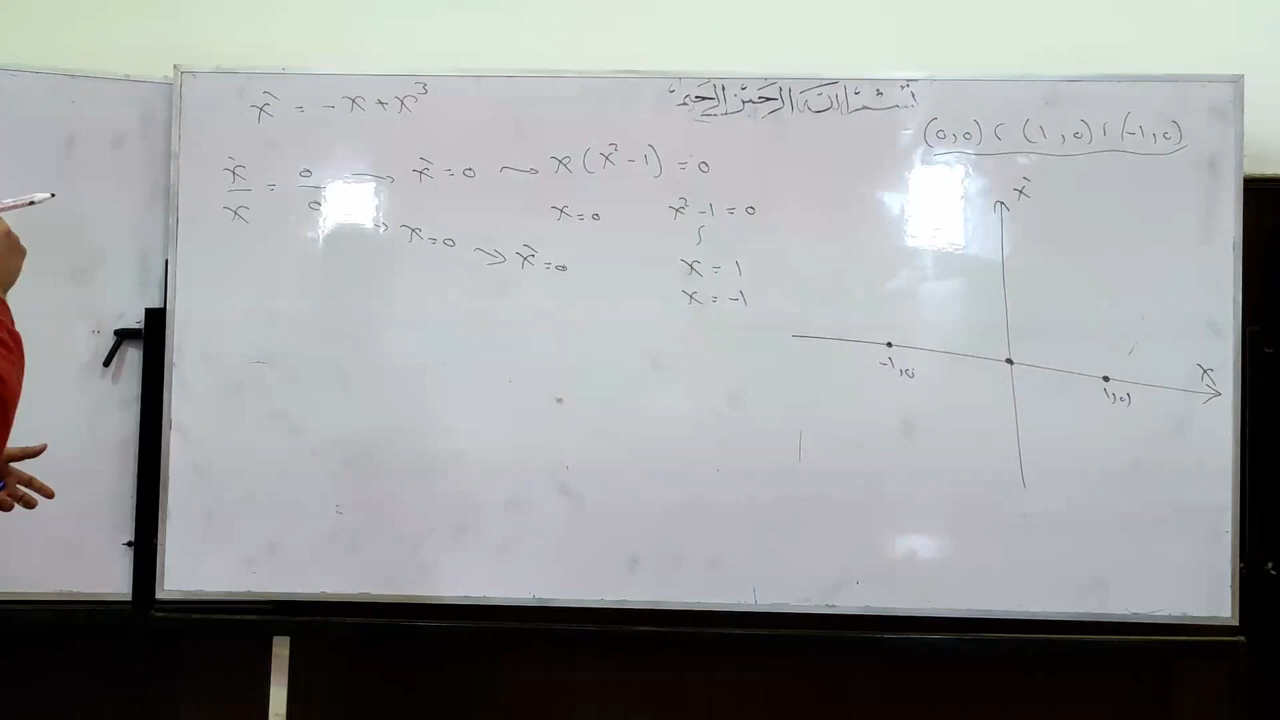 بسم الله الرحمن الرحیم
ẋ = -x + x³
(0,0) , (1,0) , (-1,0)
ẋ/x = 0/0 → ẋ = 0 ⇝ x(x² - 1) = 0
x = 0 x² - 1 = 0
→ x = 0 ⇝ ẋ = 0
x = 1
x = -1
ẋ
-1,0
1,0
x